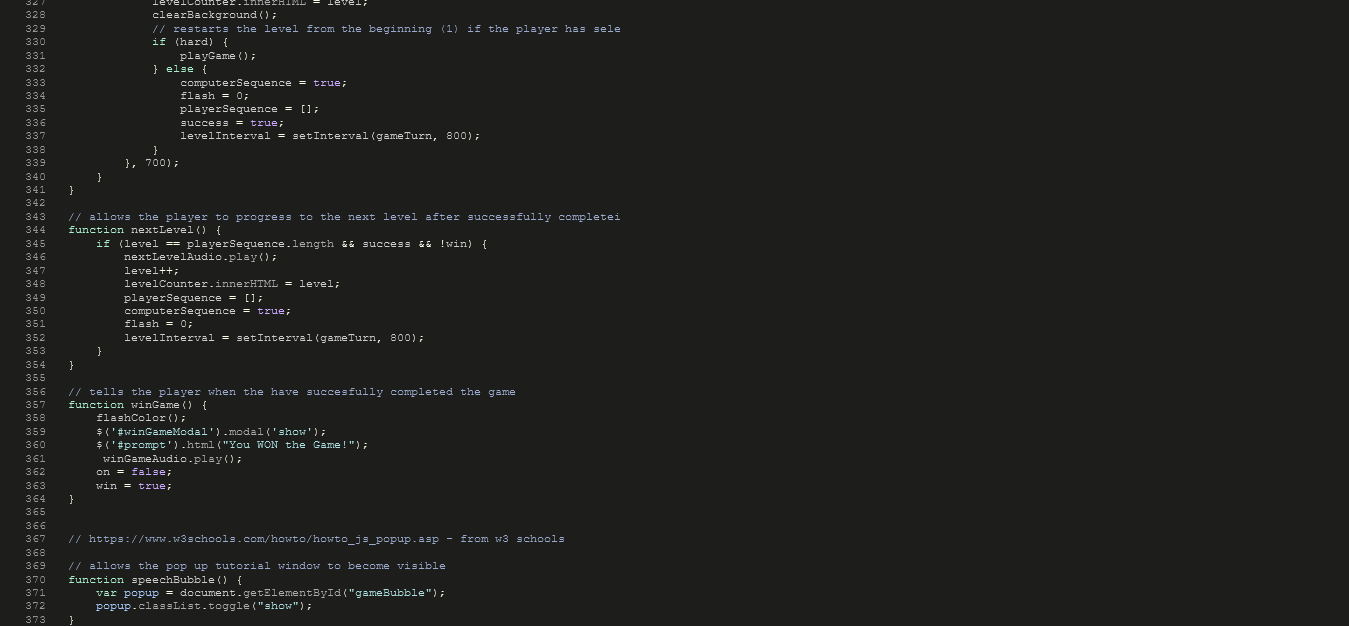 327 levelCounter.innerHTML = level;
328 clearBackground();
329 // restarts the level from the beginning (1) if the player has sele
330 if (hard) {
331 playGame();
332 } else {
333 computerSequence = true;
334 flash = 0;
335 playerSequence = [];
336 success = true;
337 levelInterval = setInterval(gameTurn, 800);
338 }
339 }, 700);
340 }
341 }
342
343 // allows the player to progress to the next level after successfully completei
344 function nextLevel() {
345 if (level == playerSequence.length && success && !win) {
346 nextLevelAudio.play();
347 level++;
348 levelCounter.innerHTML = level;
349 playerSequence = [];
350 computerSequence = true;
351 flash = 0;
352 levelInterval = setInterval(gameTurn, 800);
353 }
354 }
355
356 // tells the player when the have succesfully completed the game
357 function winGame() {
358 flashColor();
359 $('#winGameModal').modal('show');
360 $('#prompt').html("You WON the Game!");
361 winGameAudio.play();
362 on = false;
363 win = true;
364 }
365
366
367 // https://www.w3schools.com/howto/howto_js_popup.asp - from w3 schools
368
369 // allows the pop up tutorial window to become visible
370 function speechBubble() {
371 var popup = document.getElementById("gameBubble");
372 popup.classList.toggle("show");
373 }